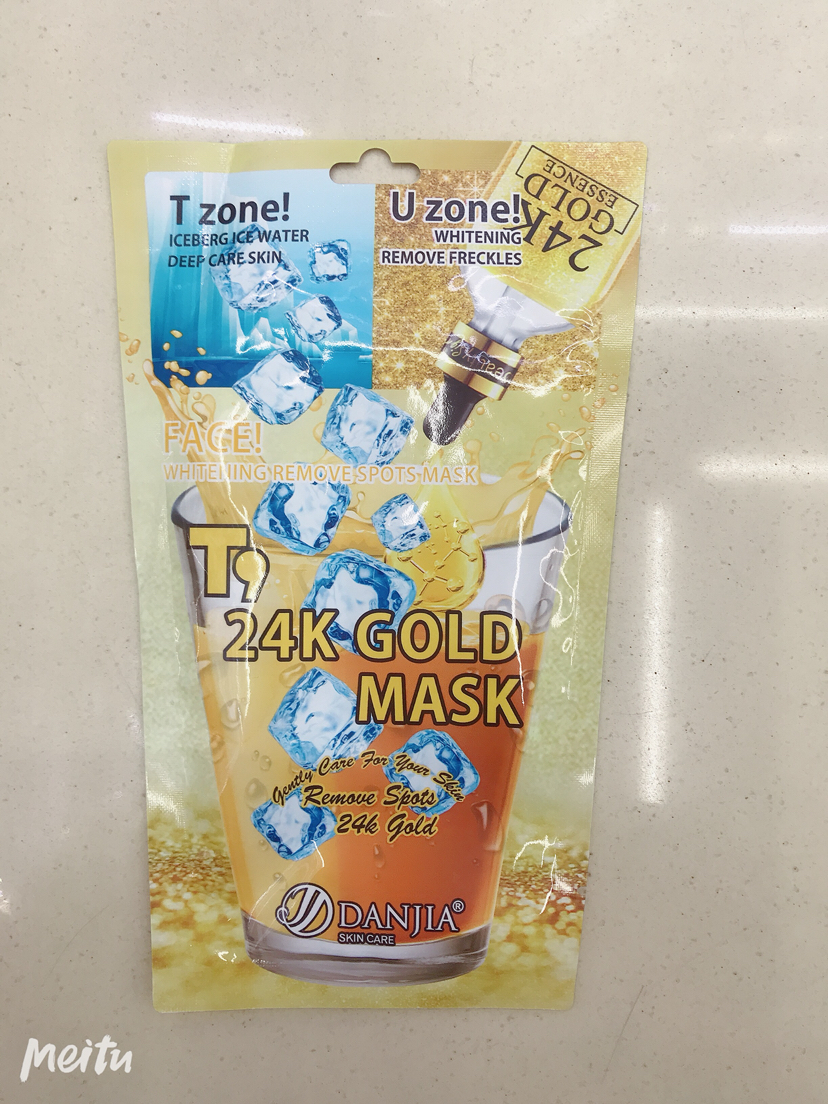 T zone!
ICEBERG ICE WATER
DEEP CARE SKIN
U zone!
WHITENING
REMOVE FRECKLES
24K
GOLD
ESSENCE
FACE!
WHITENING REMOVE SPOTS MASK
T9
24K GOLD
MASK
Gently Care For Your Skin
Remove Spots
24k Gold
DANJIA®
SKIN CARE
Meitu